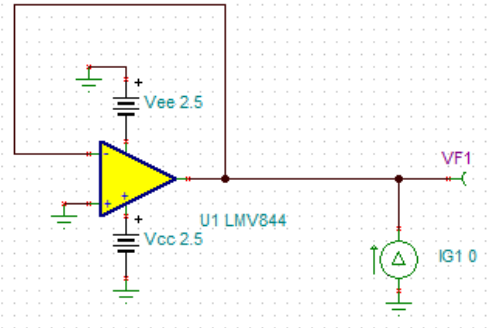 +
Vee 2.5
VF1
-
+
+
+
U1 LMV844
Vcc 2.5
IG1 0